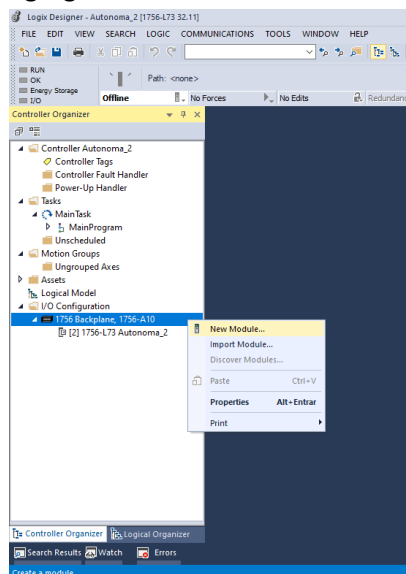 Logix Designer - Autonoma_2 [1756-L73 32.11]
FILE EDIT VIEW SEARCH LOGIC COMMUNICATIONS TOOLS WINDOW HELP
RUN
OK
Energy Storage
I/O
Path: <none>
Offline
No Forces
No Edits
Redundanc
Controller Organizer
Controller Autonoma_2
Controller Tags
Controller Fault Handler
Power-Up Handler
Tasks
MainTask
MainProgram
Unscheduled
Motion Groups
Ungrouped Axes
Assets
Logical Model
I/O Configuration
1756 Backplane, 1756-A10
[2] 1756-L73 Autonoma_2
New Module...
Import Module...
Discover Modules...
Paste Ctrl+V
Properties Alt+Entrar
Print
Controller Organizer Logical Organizer
Search Results Watch Errors
Create a module